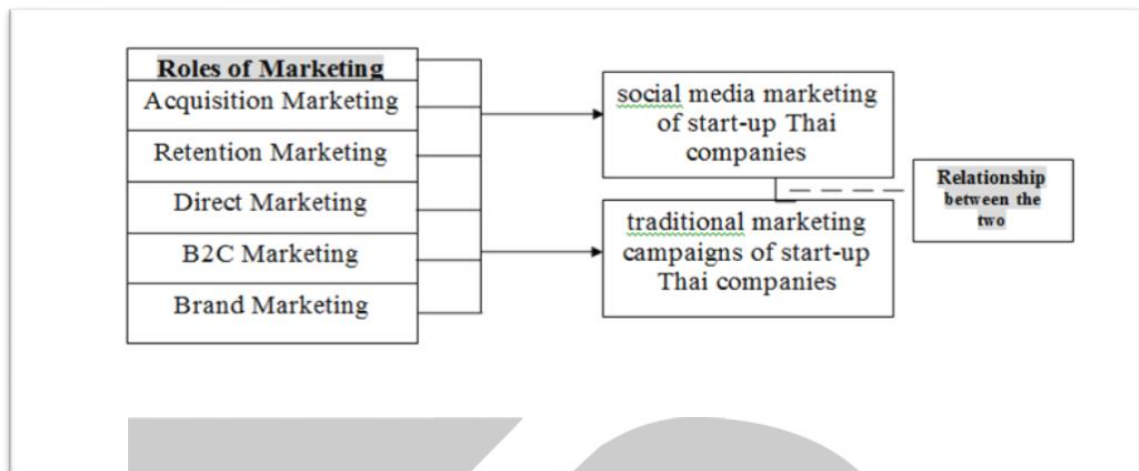 Roles of Marketing
Acquisition Marketing
Retention Marketing
Direct Marketing
B2C Marketing
Brand Marketing
social media marketing
of start-up Thai
companies
traditional marketing
campaigns of start-up
Thai companies
Relationship
between the
two